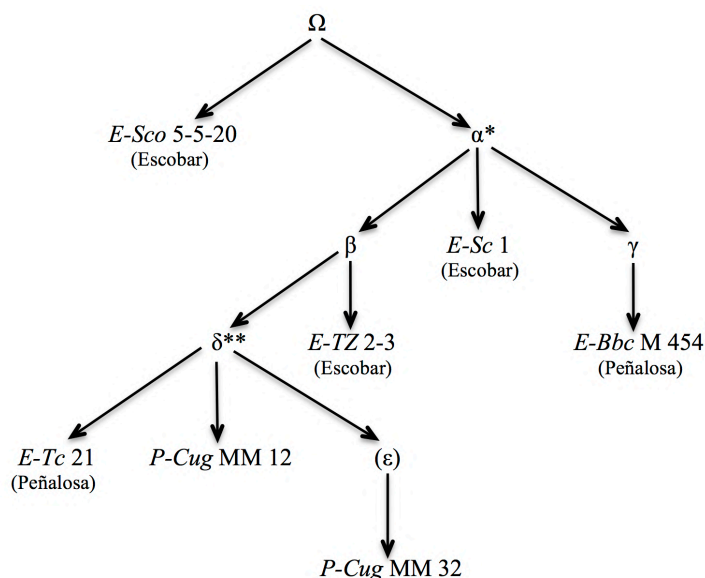 Ω
E-Sco 5-5-20
(Escobar)
α*
β
E-Sc 1
(Escobar)
γ
δ**
E-TZ 2-3
(Escobar)
E-Bbc M 454
(Peñalosa)
E-Tc 21
(Peñalosa)
P-Cug MM 12
(ε)
P-Cug MM 32